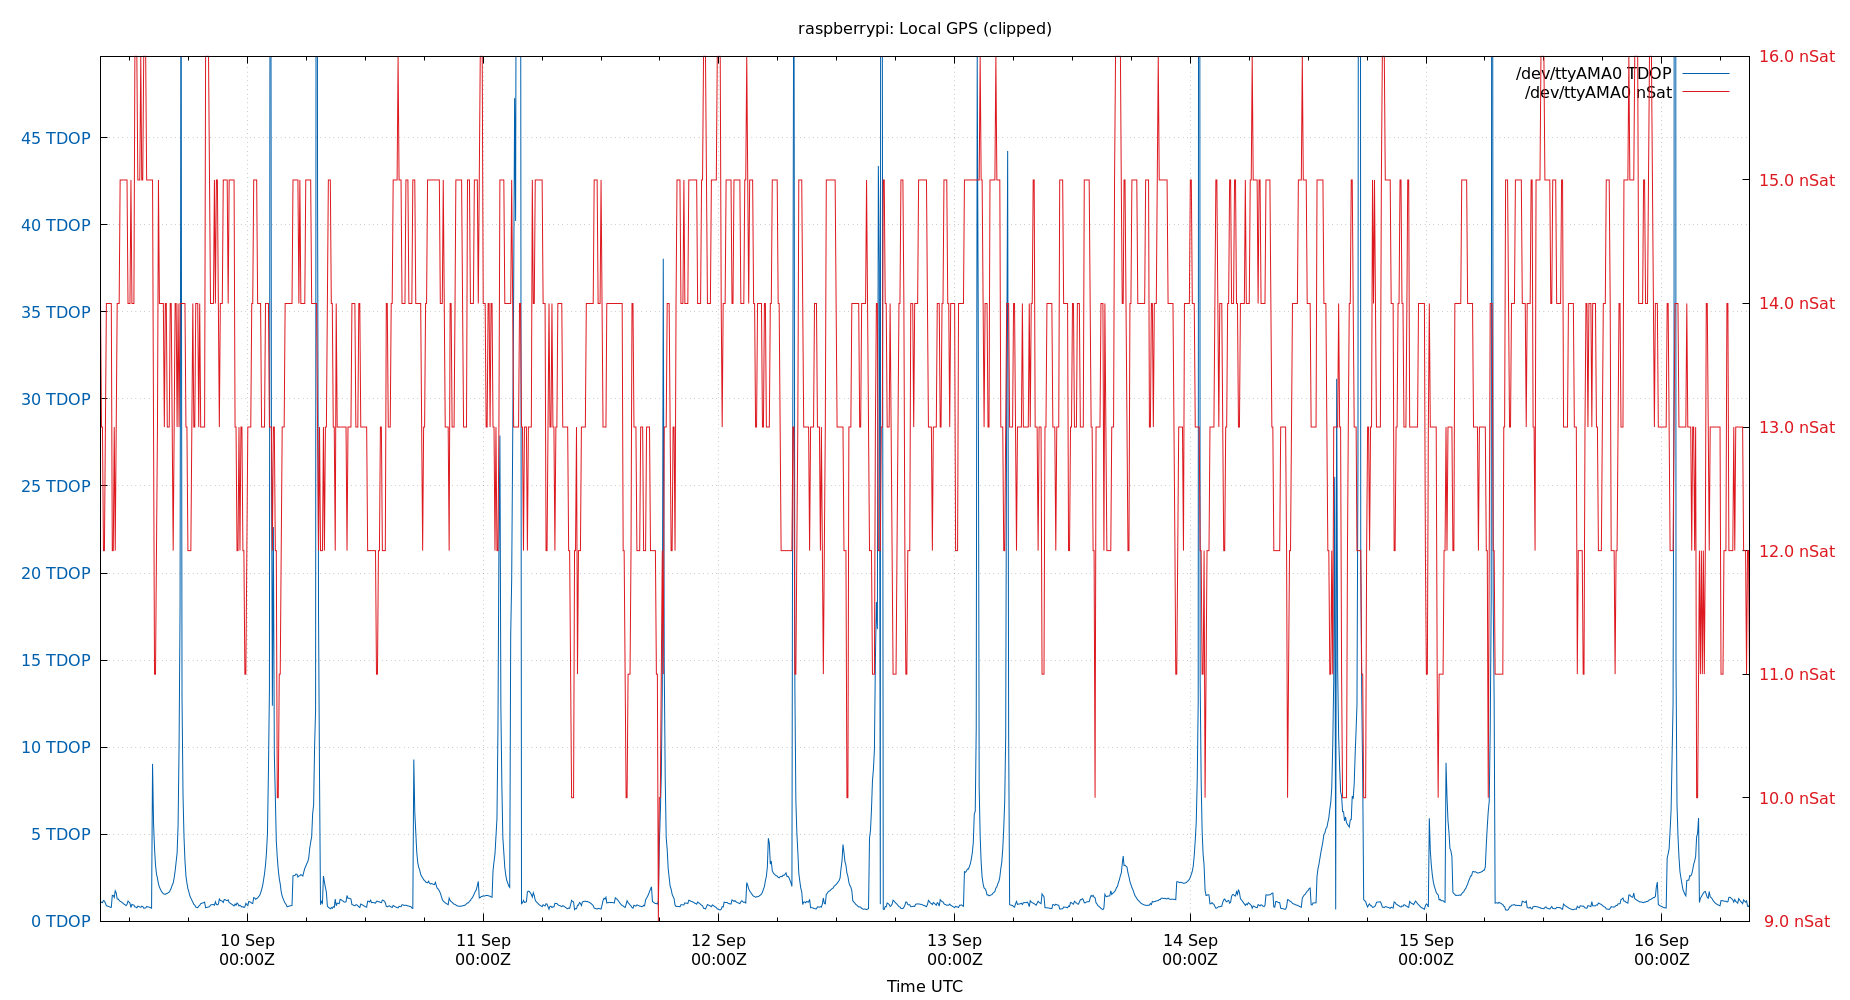 raspberrypi: Local GPS (clipped)
/dev/ttyAMA0 TDOP
/dev/ttyAMA0 nSat
45 TDOP
40 TDOP
35 TDOP
30 TDOP
25 TDOP
20 TDOP
15 TDOP
10 TDOP
5 TDOP
0 TDOP
16.0 nSat
15.0 nSat
14.0 nSat
13.0 nSat
12.0 nSat
11.0 nSat
10.0 nSat
9.0 nSat
10 Sep
00:00Z
11 Sep
00:00Z
12 Sep
00:00Z
13 Sep
00:00Z
14 Sep
00:00Z
15 Sep
00:00Z
16 Sep
00:00Z
Time UTC